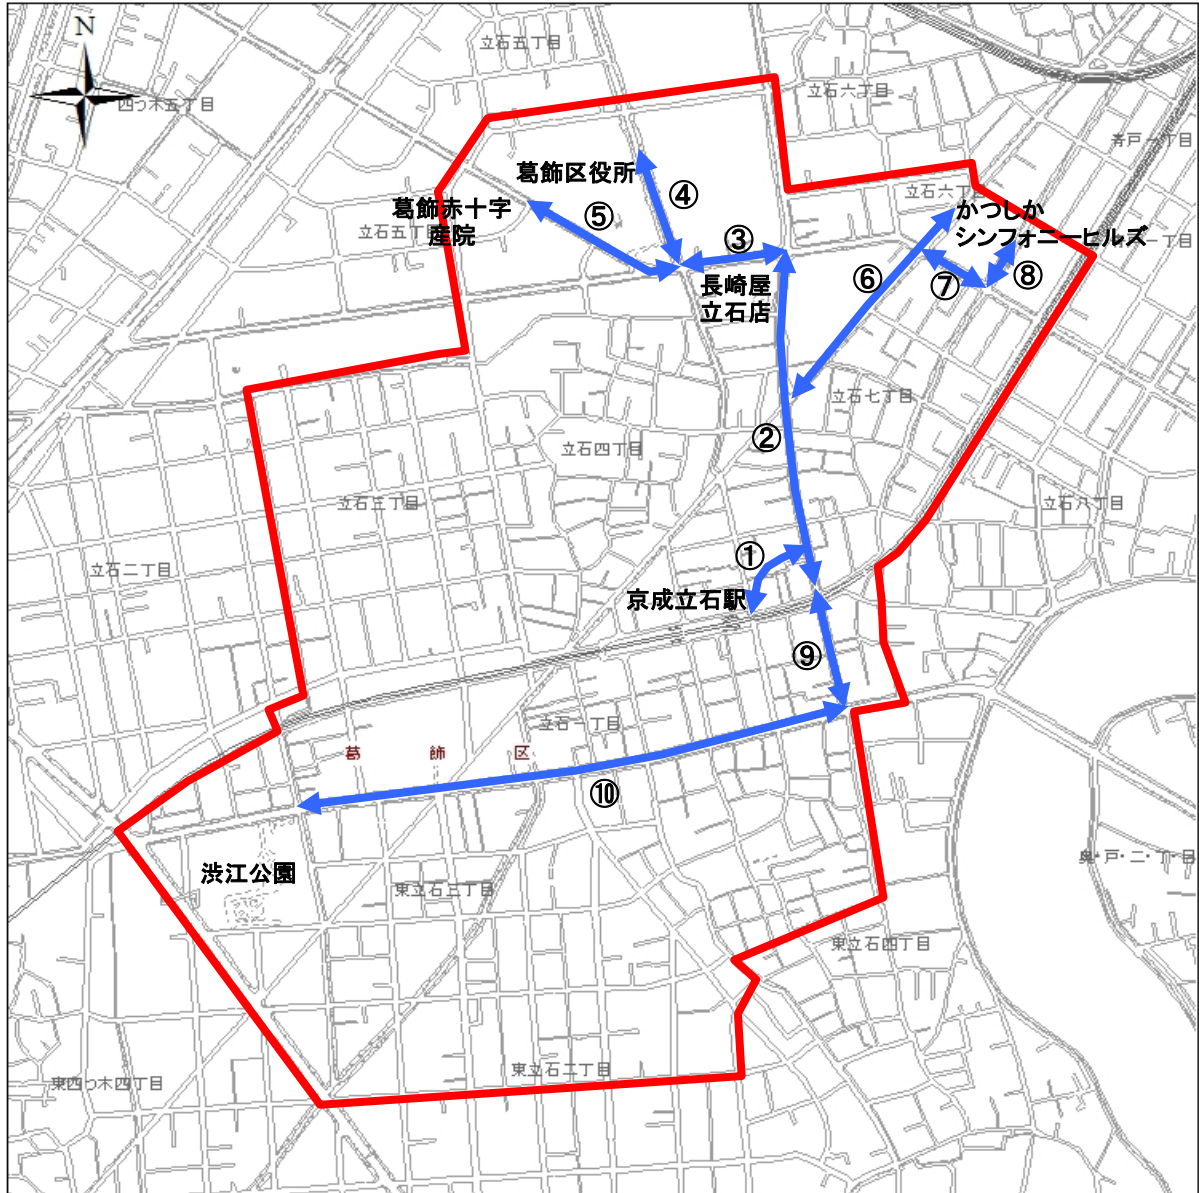 N
立石五丁目
四つ木五丁目
立石六丁目
青戸一丁目
葛飾区役所
④
葛飾赤十字
産院
⑤
立石五丁目
立石六丁
かつしか
シンフォニーヒルズ
一丁目
③
⑥
⑦
⑧
長崎屋
立石店
立石七丁目
②
立石四丁目
立石三丁目
立石八丁目
立石二丁目
①
京成立石駅
⑨
立石一丁目
葛飾区
⑩
渋江公園
東立石三丁目
奥・戸・二・丁・目
東立石四丁目
東立石二丁目
東四つ木四丁目